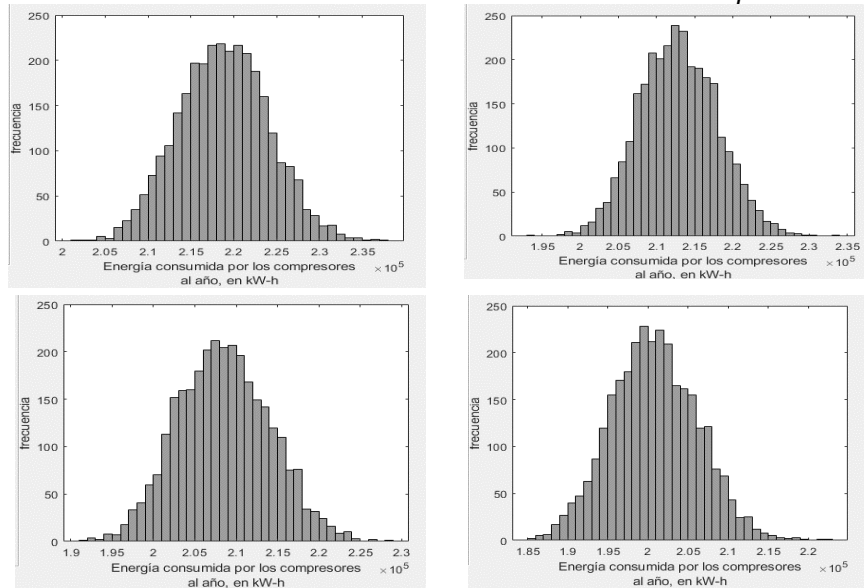 250
200
150
100
50
0
frecuencia
2 2.05 2.1 2.15 2.2 2.25 2.3 2.35
Energía consumida por los compresores × 10^5
al año, en kW-h
250
200
150
100
50
0
frecuencia
1.95 2 2.05 2.1 2.15 2.2 2.25 2.3 2.35
Energía consumida por los compresores × 10^5
al año, en kW-h
250
200
150
100
50
0
frecuencia
1.9 1.95 2 2.05 2.1 2.15 2.2 2.25 2.3
Energía consumida por los compresores × 10^5
al año, en kW-h
250
200
150
100
50
0
frecuencia
1.85 1.9 1.95 2 2.05 2.1 2.15 2.2
Energía consumida por los compresores × 10^5
al año, en kW-h